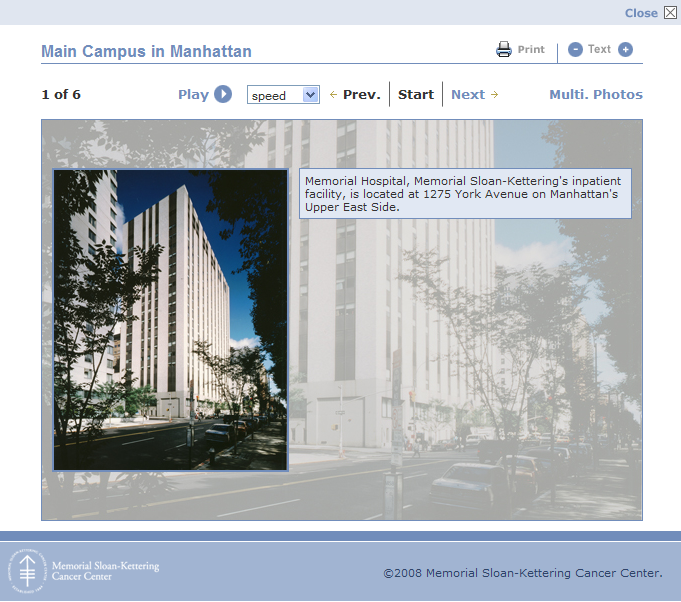 Close
Main Campus in Manhattan
Print
- Text +
1 of 6
Play
speed
Prev.
Start
Next
Multi. Photos
Memorial Hospital, Memorial Sloan-Kettering's inpatient
facility, is located at 1275 York Avenue on Manhattan's
Upper East Side.
Memorial Sloan-Kettering
Cancer Center
©2008 Memorial Sloan-Kettering Cancer Center.